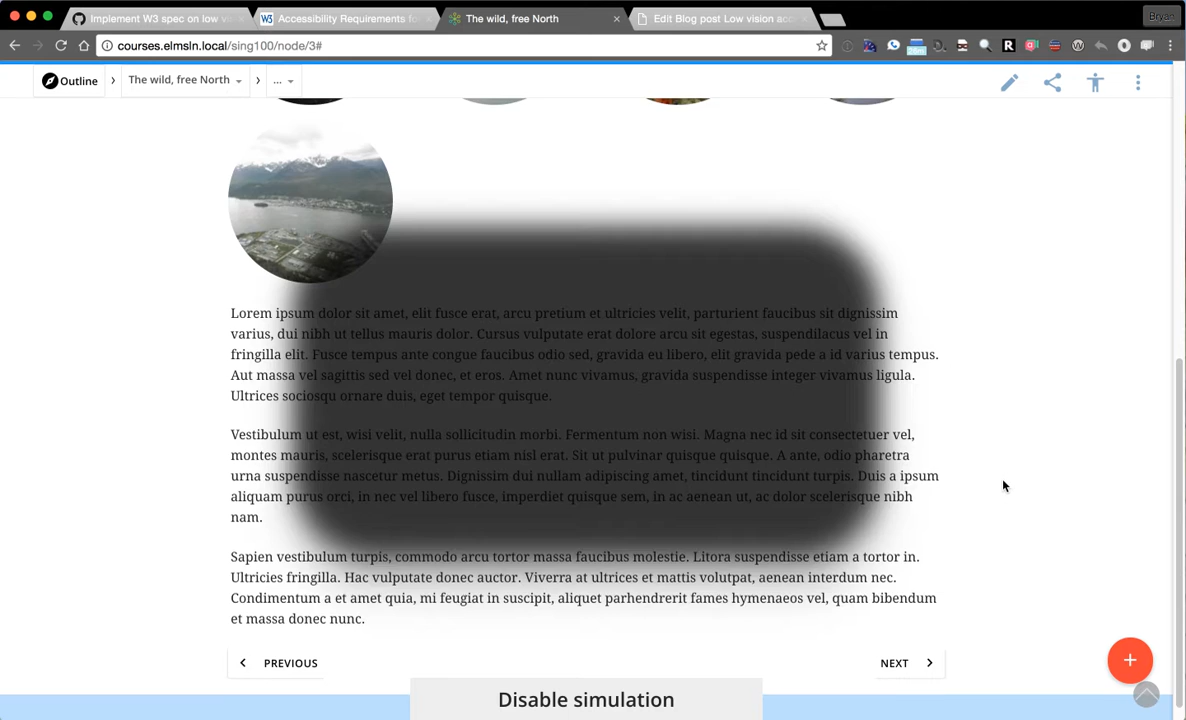 Implement W3 spec on low vi
Accessibility Requirements fo
The wild, free North
Edit Blog post Low vision acc
Bryan
courses.elmsln.local/sing100/node/3#
Outline
The wild, free North
...
Lorem ipsum dolor sit amet, elit fusce erat, arcu pretium et ultricies velit, parturient faucibus sit dignissim
varius, dui nibh ut tellus mauris dolor. Cursus vulputate erat dolore arcu sit egestas, suspendilacus vel in
fringilla elit. Fusce tempus ante congue faucibus odio sed, gravida eu libero, elit gravida pede a id varius tempus.
Aut massa vel sagittis sed vel donec, et eros. Amet nunc vivamus, gravida suspendisse integer vivamus ligula.
Ultrices sociosqu ornare duis, eget tempor quisque.
Vestibulum ut est, wisi velit, nulla sollicitudin morbi. Fermentum non wisi. Magna nec id sit consectetuer vel,
montes mauris, scelerisque erat purus etiam nisl erat. Sit ut pulvinar quisque quisque. A ante, odio pharetra
urna suspendisse nascetur metus. Dignissim dui nullam adipiscing amet, tincidunt tincidunt turpis. Duis a ipsum
aliquam purus orci, in nec vel libero fusce, imperdiet quisque sem, in ac aenean ut, ac dolor scelerisque nibh
nam.
Sapien vestibulum turpis, commodo arcu tortor massa faucibus molestie. Litora suspendisse etiam a tortor in.
Ultricies fringilla. Hac vulputate donec auctor. Viverra at ultrices et mattis volutpat, aenean interdum nec.
Condimentum a et amet quia, mi feugiat in suscipit, aliquet parhendrerit fames hymenaeos vel, quam bibendum
et massa donec nunc.
PREVIOUS
NEXT
Disable simulation